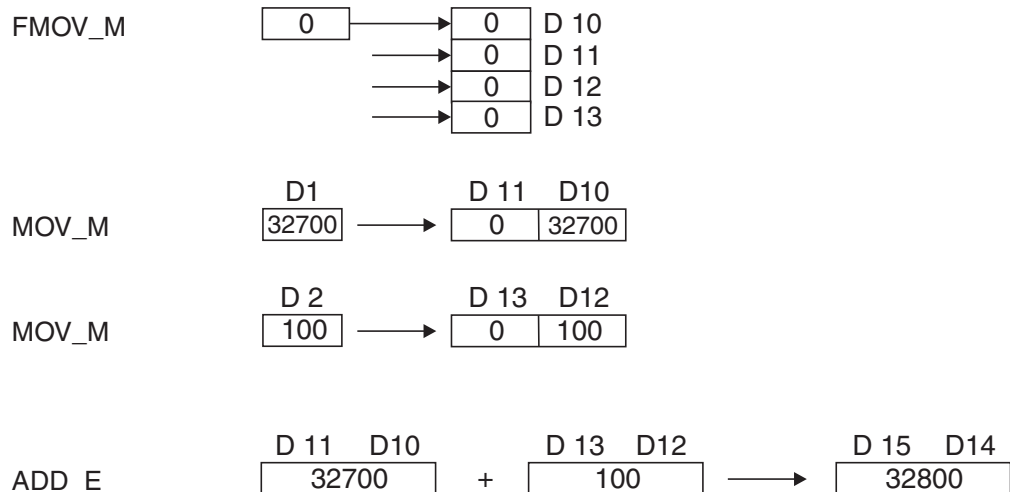 FMOV_M 0 0 D 10
0 D 11
0 D 12
0 D 13
D1 D 11 D10
MOV_M 32700 0 32700
D 2 D 13 D12
MOV_M 100 0 100
D 11 D10 D 13 D12 D 15 D14
ADD E 32700 + 100 32800